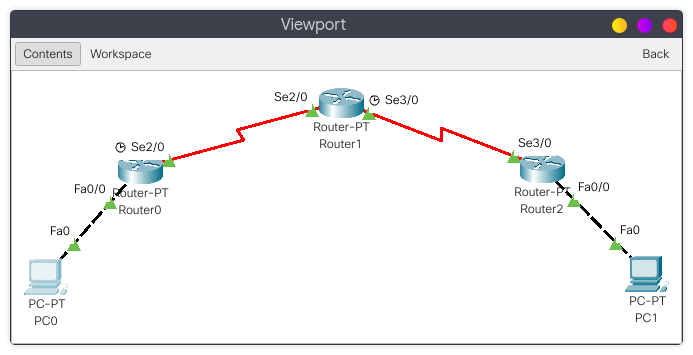 Viewport
Contents Workspace Back
Se2/0
Se3/0
Router-PT
Router1
Se2/0
Se3/0
Fa0/0
Router-PT
Router0
Router-PT
Router2
Fa0/0
Fa0
Fa0
PC-PT
PC0
PC-PT
PC1